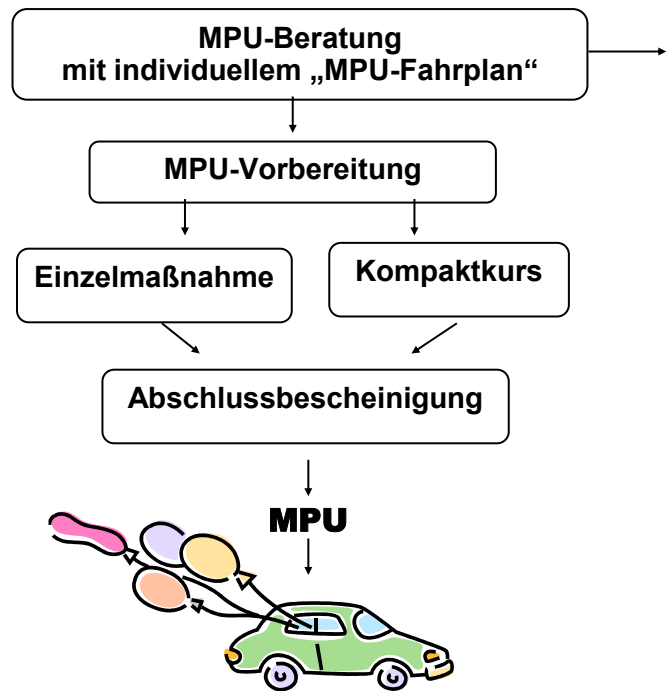 MPU-Beratung
mit individuellem „MPU-Fahrplan“
MPU-Vorbereitung
Einzelmaßnahme
Kompaktkurs
Abschlussbescheinigung
MPU